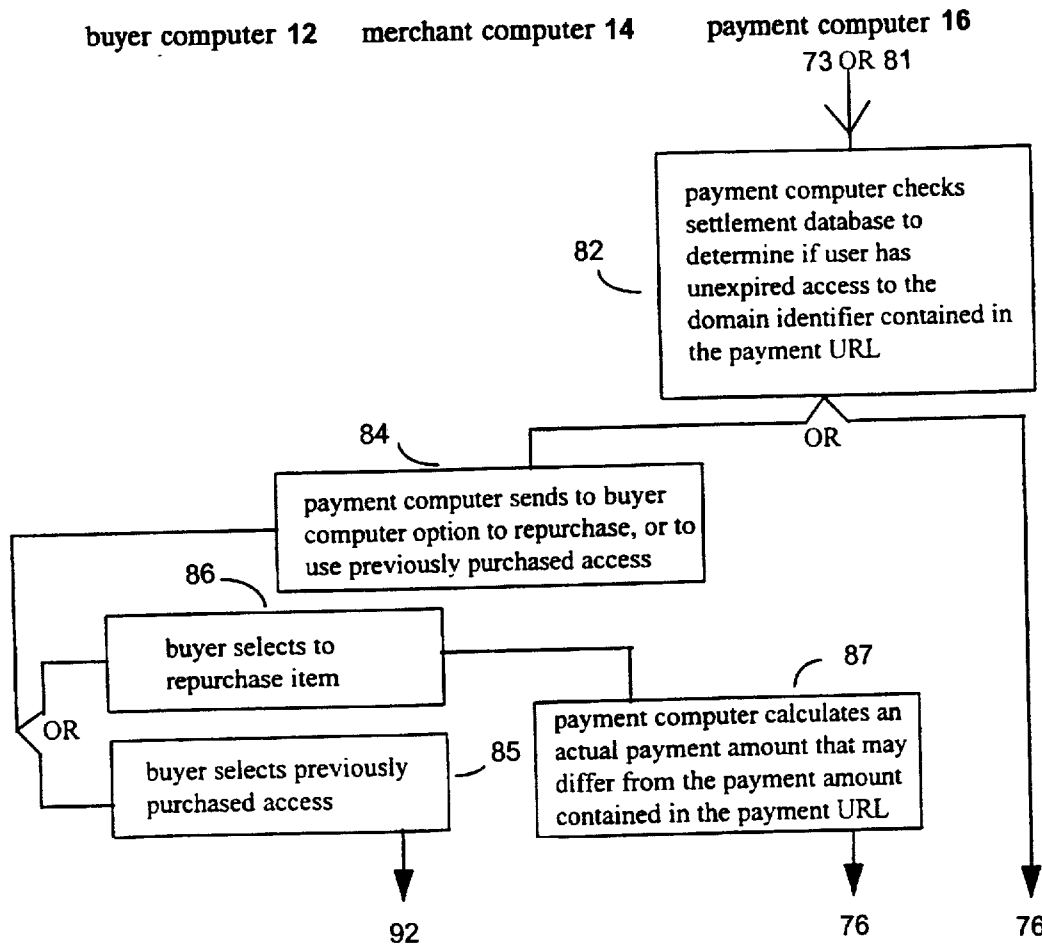 buyer computer 12 merchant computer 14 payment computer 16
73 OR 81
payment computer checks
settlement database to
determine if user has
unexpired access to the
domain identifier contained in
the payment URL
82
OR
84
payment computer sends to buyer
computer option to repurchase, or to
use previously purchased access
86
buyer selects to
repurchase item
87
OR
payment computer calculates an
actual payment amount that may
differ from the payment amount
contained in the payment URL
buyer selects previously
purchased access
85
92
76
76